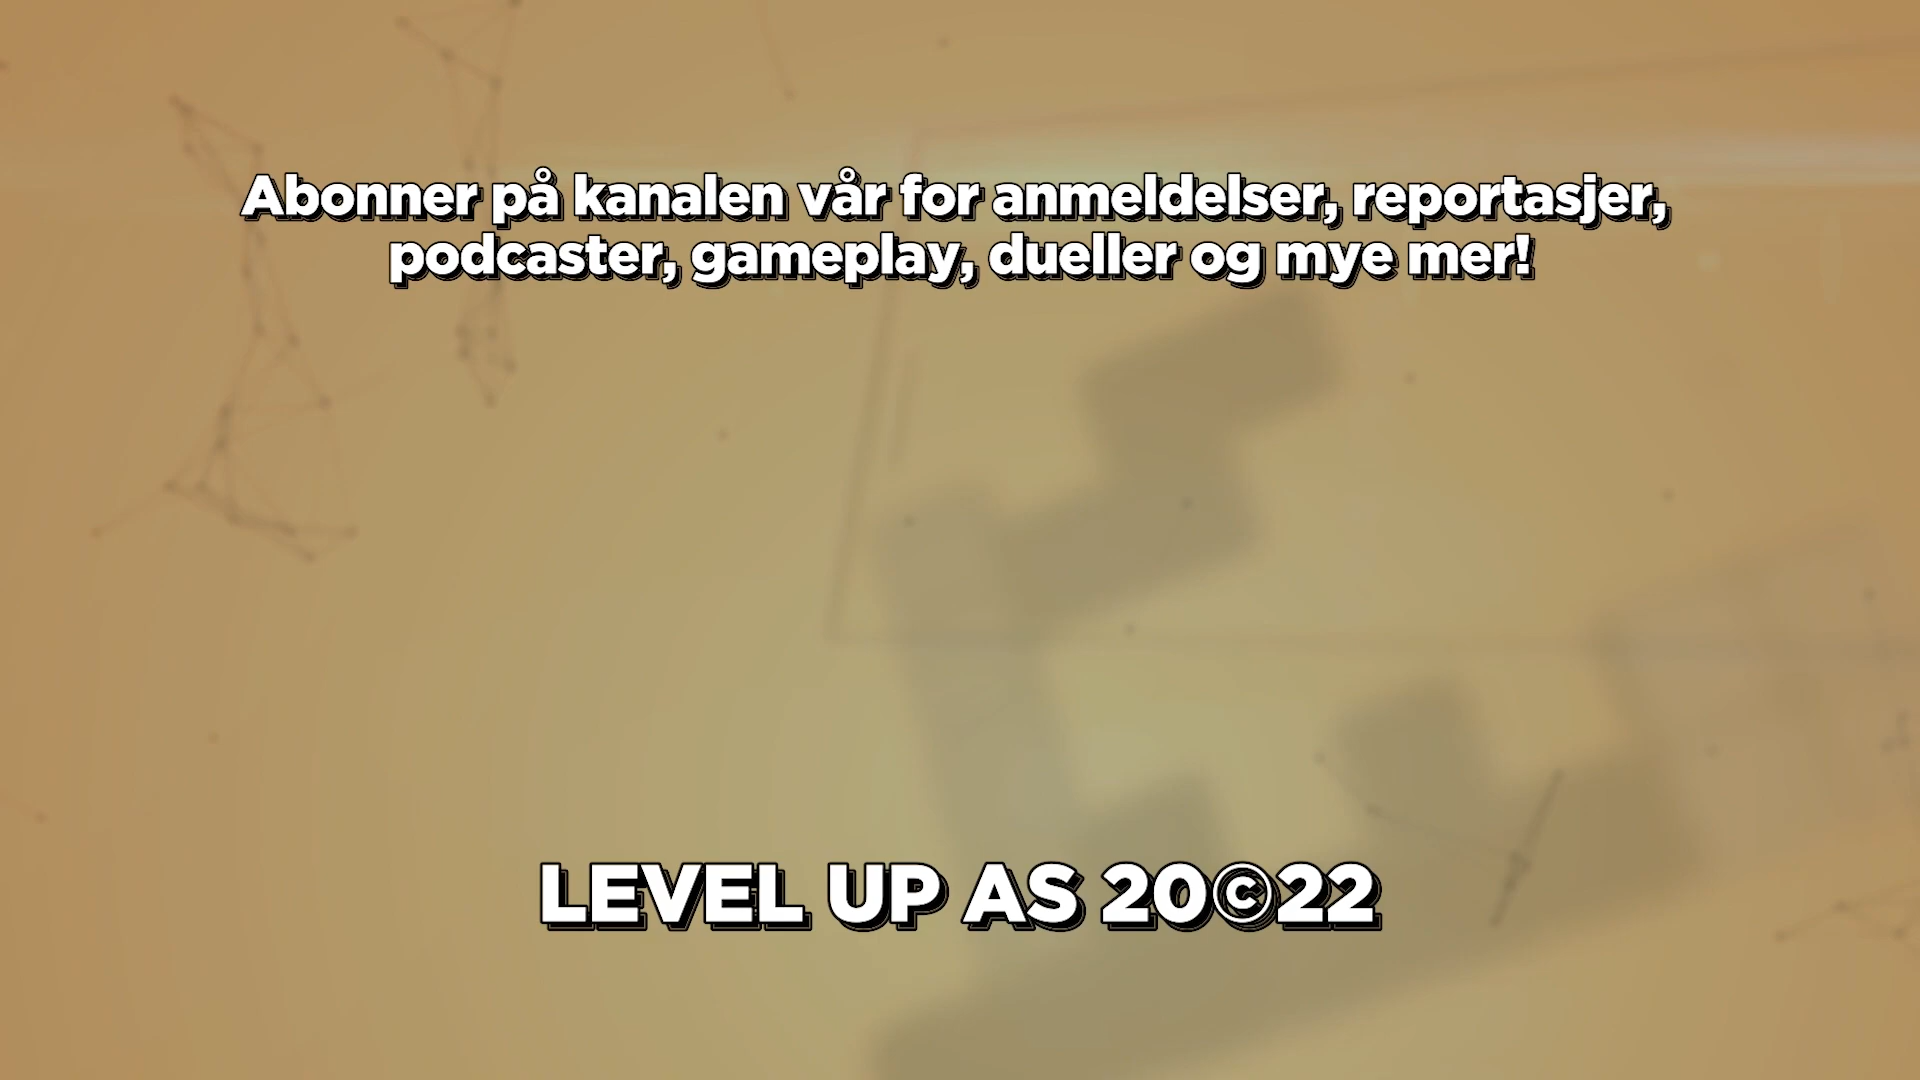 Abonner på kanalen vår for anmeldelser, reportasjer,
podcaster, gameplay, dueller og mye mer!
LEVEL UP AS 20©22